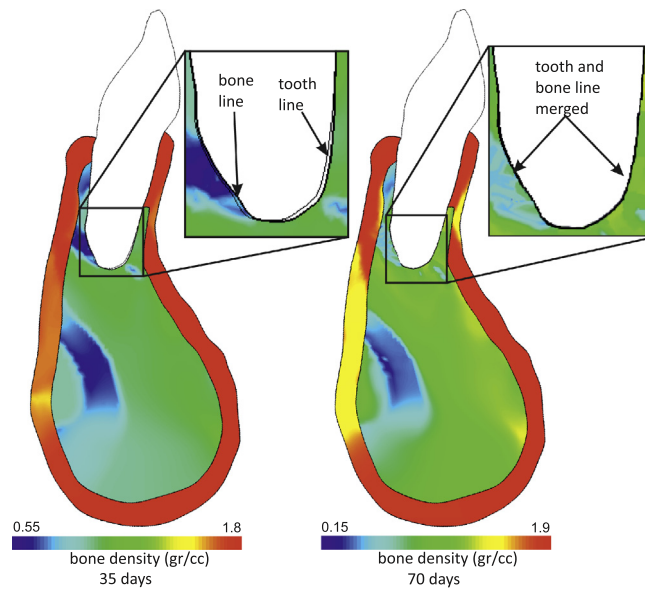 bone
line
tooth
line
tooth and
bone line
merged
0.55
1.8
bone density (gr/cc)
35 days
0.15
1.9
bone density (gr/cc)
70 days